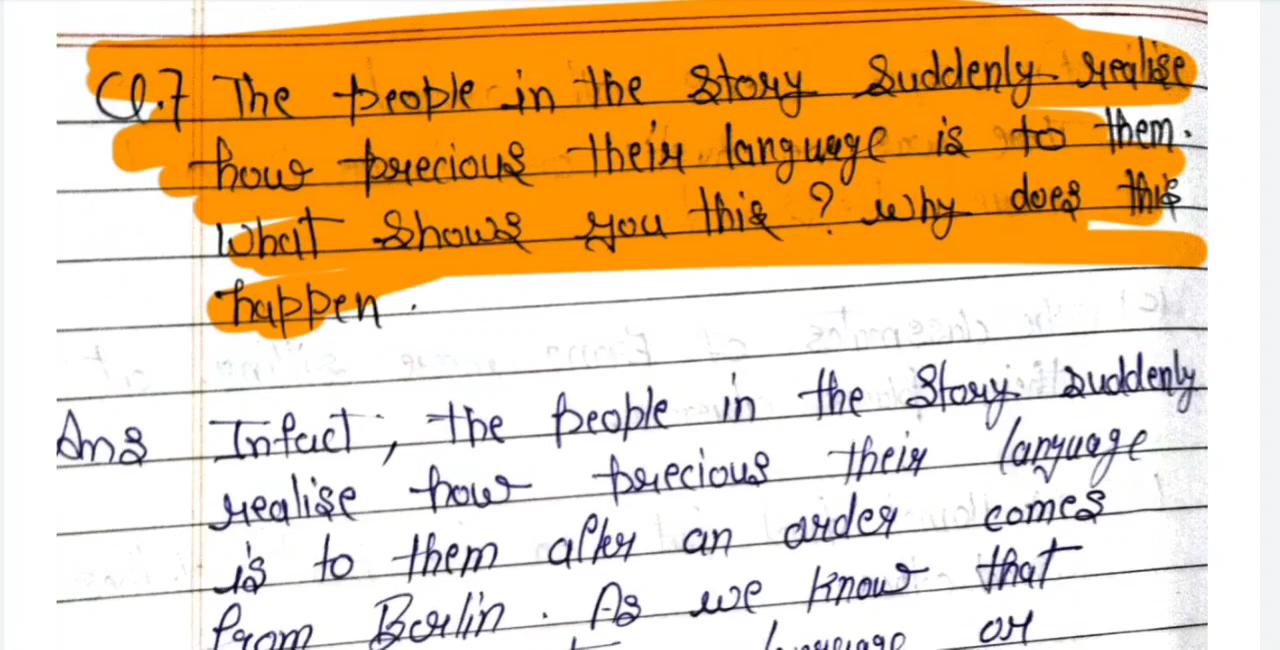 Q.7 The people in the story suddenly realise
how precious their language is to them.
What shows you this? why does this
happen.
Ans Infact, the people in the story suddenly
realise how precious their language
is to them after an order comes
from Berlin. As we know that
language or